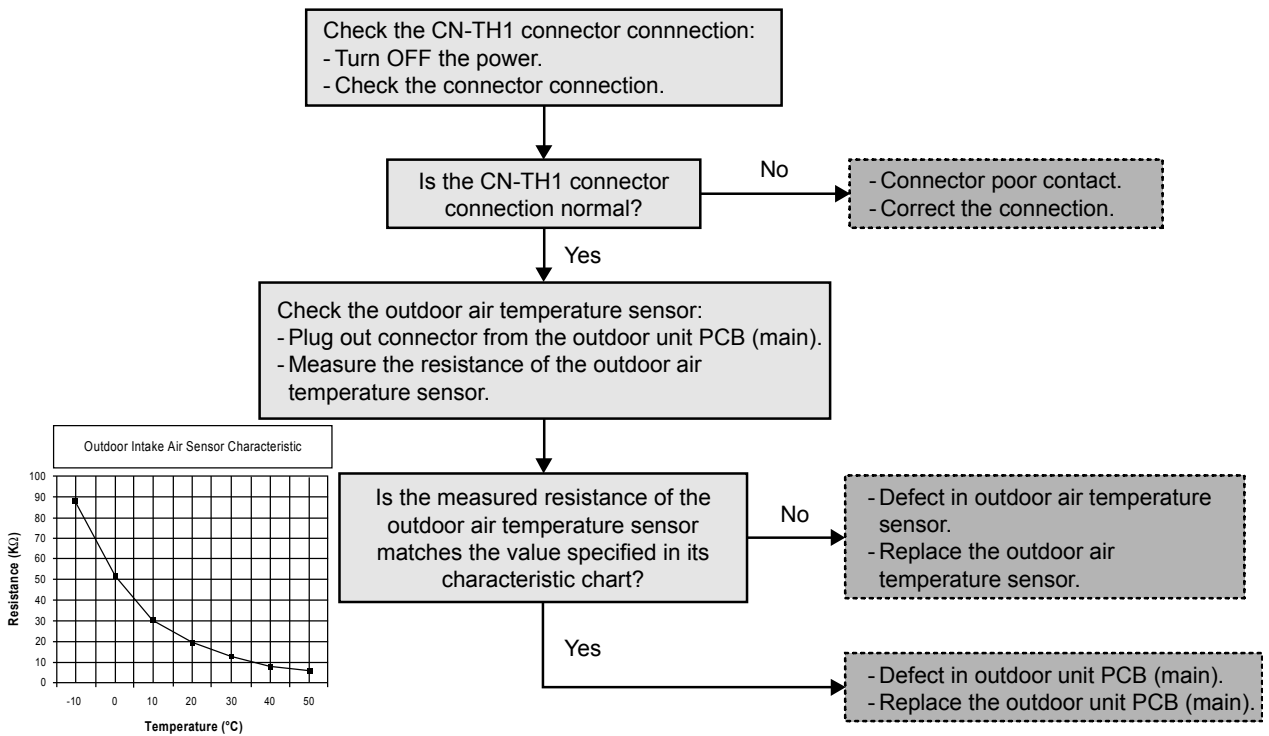 Check the CN-TH1 connector connnection:
- Turn OFF the power.
- Check the connector connection.
Is the CN-TH1 connector
connection normal?
No
- Connector poor contact.
- Correct the connection.
Yes
Check the outdoor air temperature sensor:
- Plug out connector from the outdoor unit PCB (main).
- Measure the resistance of the outdoor air
temperature sensor.
Outdoor Intake Air Sensor Characteristic
100
90
80
70
60
50
40
30
20
10
0
Resistance (KΩ)
-10 0 10 20 30 40 50
Temperature (°C)
Is the measured resistance of the
outdoor air temperature sensor
matches the value specified in its
characteristic chart?
No
- Defect in outdoor air temperature
sensor.
- Replace the outdoor air
temperature sensor.
Yes
- Defect in outdoor unit PCB (main).
- Replace the outdoor unit PCB (main).